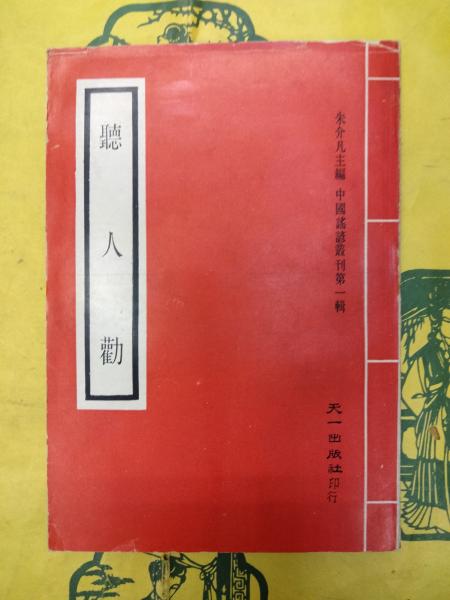 朱介凡主編 中國謠諺叢刊第一輯
聽人勸
天一出版社印行